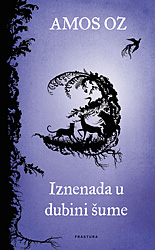 AMOS OZ
Iznenada u
dubini šume
FRAKTURA